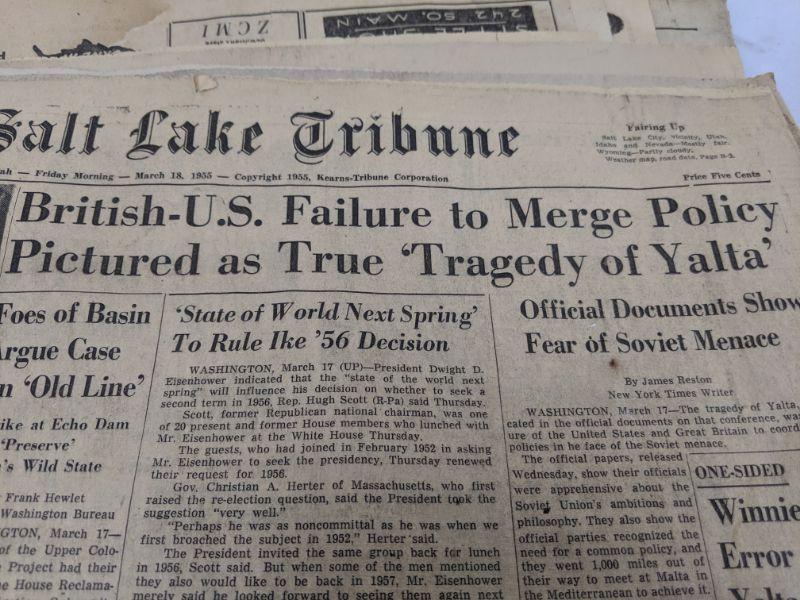 ZCMI
242 SO. MAIN
Salt Lake Tribune
Fairing Up
Salt Lake City, vicinity, Utah,
Idaho and Nevada—Mostly fair.
Wyoming—Partly cloudy.
Weather map, road data, Page B-3.
ah — Friday Morning — March 18, 1955 — Copyright 1955, Kearns-Tribune Corporation
Price Five Cents
British-U.S. Failure to Merge Policy
Pictured as True 'Tragedy of Yalta'
Foes of Basin
Argue Case
n 'Old Line'
ike at Echo Dam
'Preserve'
's Wild State
Frank Hewlet
Washington Bureau
GTON, March 17—
of the Upper Colo-
Project had their
e House Reclama-
'State of World Next Spring'
To Rule Ike '56 Decision
WASHINGTON, March 17 (UP)—President Dwight D.
Eisenhower indicated that the "state of the world next
spring" will influence his decision on whether to seek a
second term in 1956, Rep. Hugh Scott (R-Pa) said Thursday.
Scott, former Republican national chairman, was one
of 20 present and former House members who lunched with
Mr. Eisenhower at the White House Thursday.
The guests, who had joined in February 1952 in asking
Mr. Eisenhower to seek the presidency, Thursday renewed
their request for 1956.
Gov. Christian A. Herter of Massachusetts, who first
raised the re-election question, said the President took the
suggestion "very well."
"Perhaps he was as noncommittal as he was when we
first broached the subject in 1952," Herter said.
The President invited the same group back for lunch
in 1956, Scott said. But when some of the men mentioned
they also would like to be back in 1957, Mr. Eisenhower
merely said he looked forward to seeing them again next
Official Documents Show
Fear of Soviet Menace
By James Reston
New York Times Writer
WASHINGTON, March 17—The tragedy of Yalta,
cated in the official documents on that conference, was
ure of the United States and Great Britain to coord
policies in he face of the Soviet menace.
The official papers, released
Wednesday, show their officials
were apprehensive about the
Soviet Union's ambitions and
philosophy. They also show the
official parties recognized the
need for a common policy, and
they went 1,000 miles out of
their way to meet at Malta in
the Mediterranean to achieve it.
ONE-SIDED
Winnie
Error
Yalta